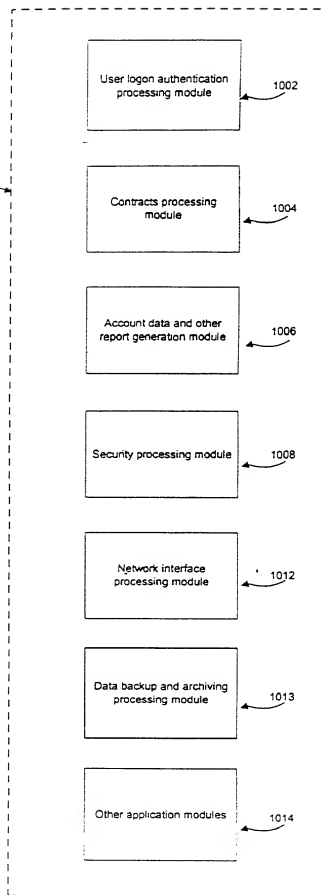 User logon authentication
processing module
1002
Contracts processing
module
1004
Account data and other
report generation module
1006
Security processing module
1008
Network interface
processing module
1012
Data backup and archiving
processing module
1013
Other application modules
1014